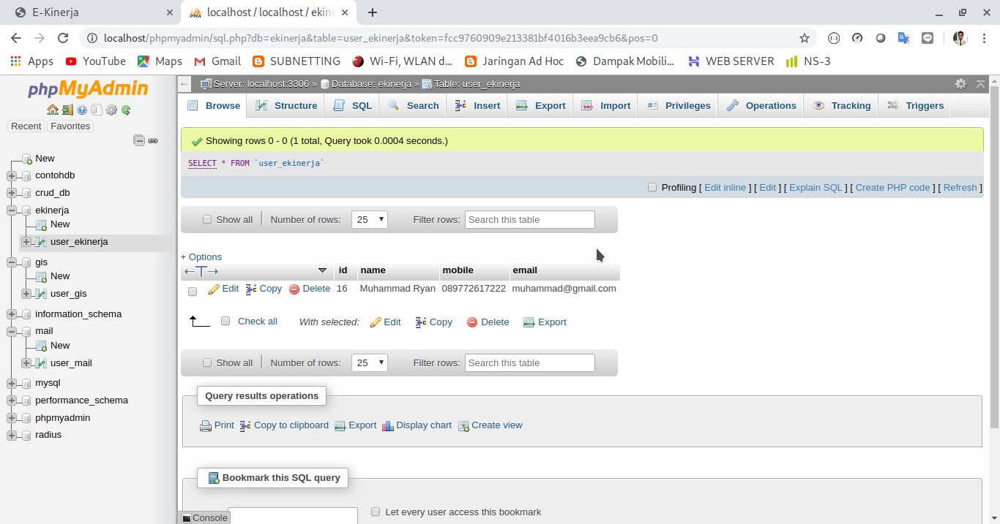 E-Kinerja
localhost / localhost / ekine
localhost/phpmyadmin/sql.php?db=ekinerja&table=user_ekinerja&token=fcc9760909e213381bf4016b3eea9cb6&pos=0
Apps YouTube Maps Gmail SUBNETTING Wi-Fi, WLAN d... Jaringan Ad Hoc Dampak Mobili... WEB SERVER NS-3
phpMyAdmin
Recent Favorites
New
contohdb
crud_db
ekinerja
New
user_ekinerja
gis
New
user_gis
information_schema
mail
New
user_mail
mysql
performance_schema
phpmyadmin
radius
Server: localhost:3306 » Database: ekinerja » Table: user_ekinerja
Browse Structure SQL Search Insert Export Import Privileges Operations Tracking Triggers
Showing rows 0 - 0 (1 total, Query took 0.0004 seconds.)
SELECT * FROM `user_ekinerja`
Profiling [ Edit inline ] [ Edit ] [ Explain SQL ] [ Create PHP code ] [ Refresh ]
Show all Number of rows: 25 Filter rows: Search this table
+ Options
id name mobile email
Edit Copy Delete 16 Muhammad Ryan 089772617222 muhammad@gmail.com
Check all With selected: Edit Copy Delete Export
Show all Number of rows: 25 Filter rows: Search this table
Query results operations
Print Copy to clipboard Export Display chart Create view
Bookmark this SQL query
Let every user access this bookmark
Console